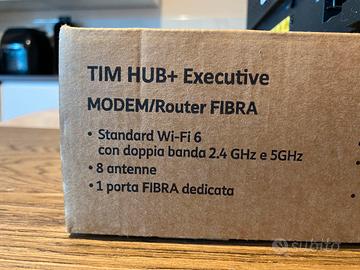 TIM HUB+ Executive
MODEM/Router FIBRA
• Standard Wi-Fi 6
con doppia banda 2.4 GHz e 5GHz
• 8 antenne
• 1 porta FIBRA dedicata
subito